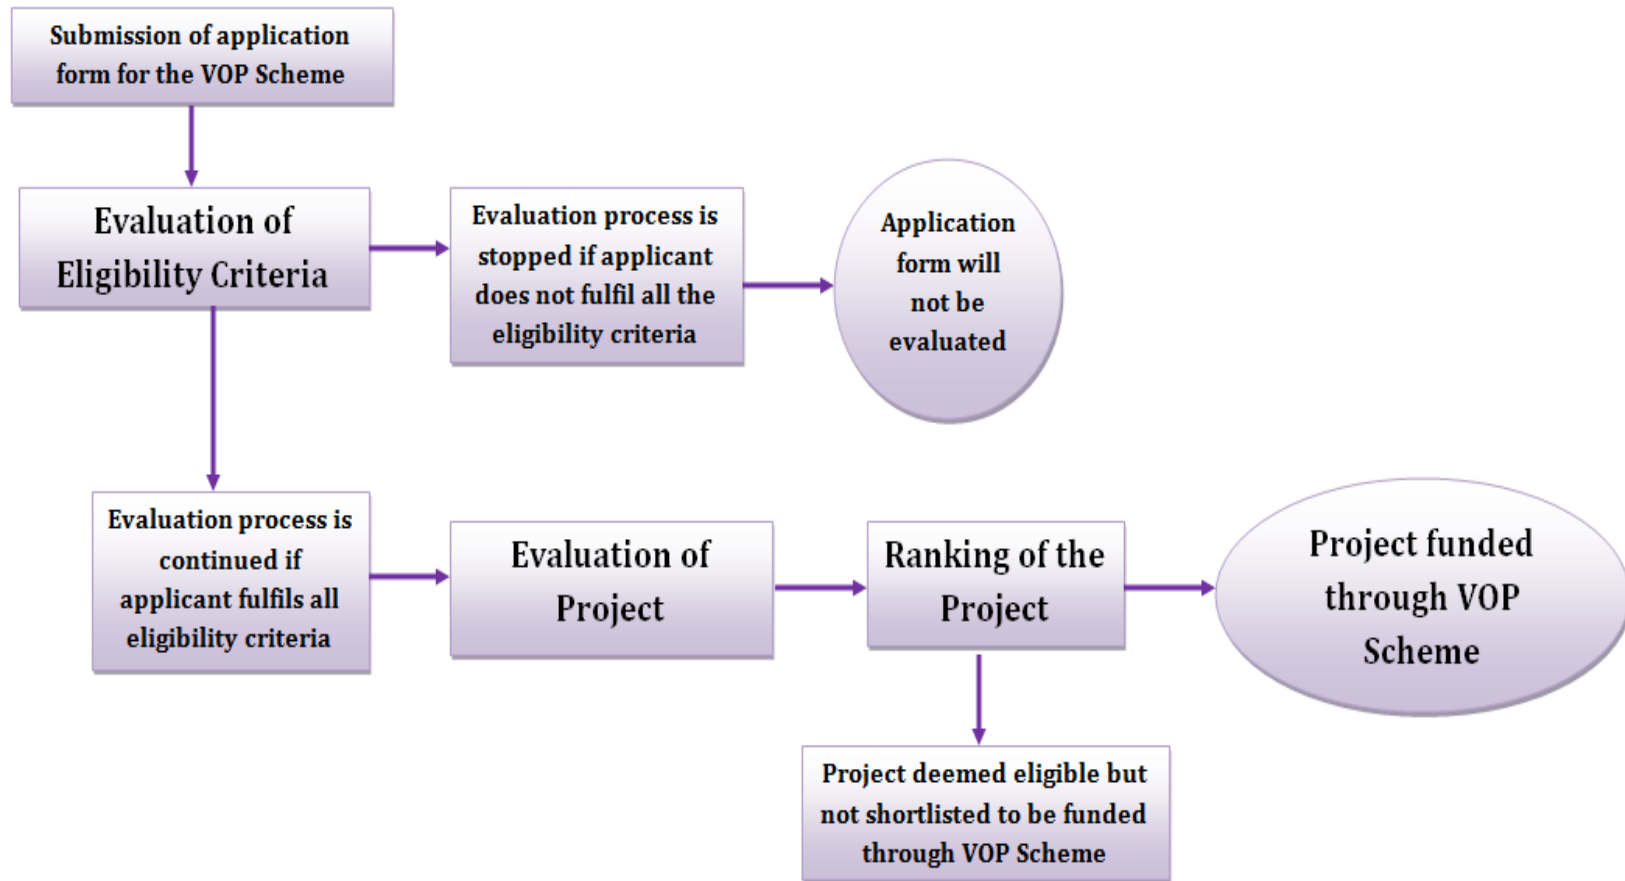 Submission of application
form for the VOP Scheme
Evaluation of
Eligibility Criteria
Evaluation process is
stopped if applicant
does not fulfil all the
eligibility criteria
Application
form will
not be
evaluated
Evaluation process is
continued if
applicant fulfils all
eligibility criteria
Evaluation of
Project
Ranking of the
Project
Project funded
through VOP
Scheme
Project deemed eligible but
not shortlisted to be funded
through VOP Scheme